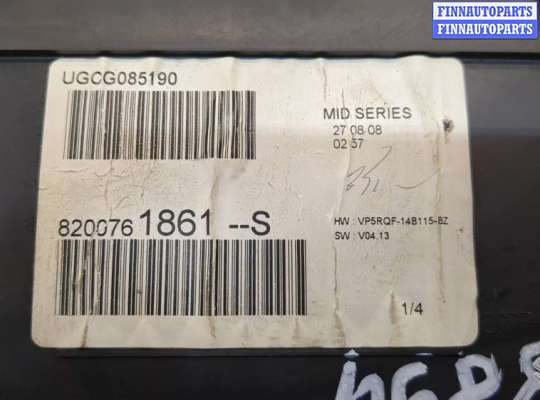 FINNAUTOPARTS
FINNAUTOPARTS
UGCG085190
MID SERIES
27 08 08
02 57
8200761861 --S
HW : VP5RQF-14B115-BZ
SW : V04.13
1/4